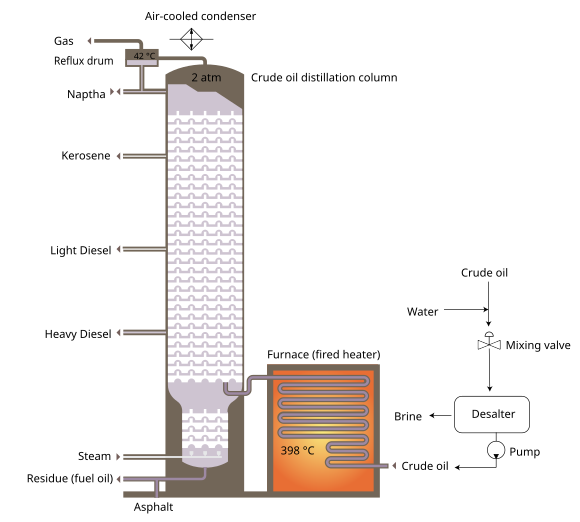 Air-cooled condenser
Gas
42 °C
Reflux drum
2 atm
Crude oil distillation column
Naptha
Kerosene
Light Diesel
Heavy Diesel
Crude oil
Water
Mixing valve
Furnace (fired heater)
Brine
Desalter
398 °C
Pump
Steam
Crude oil
Residue (fuel oil)
Asphalt